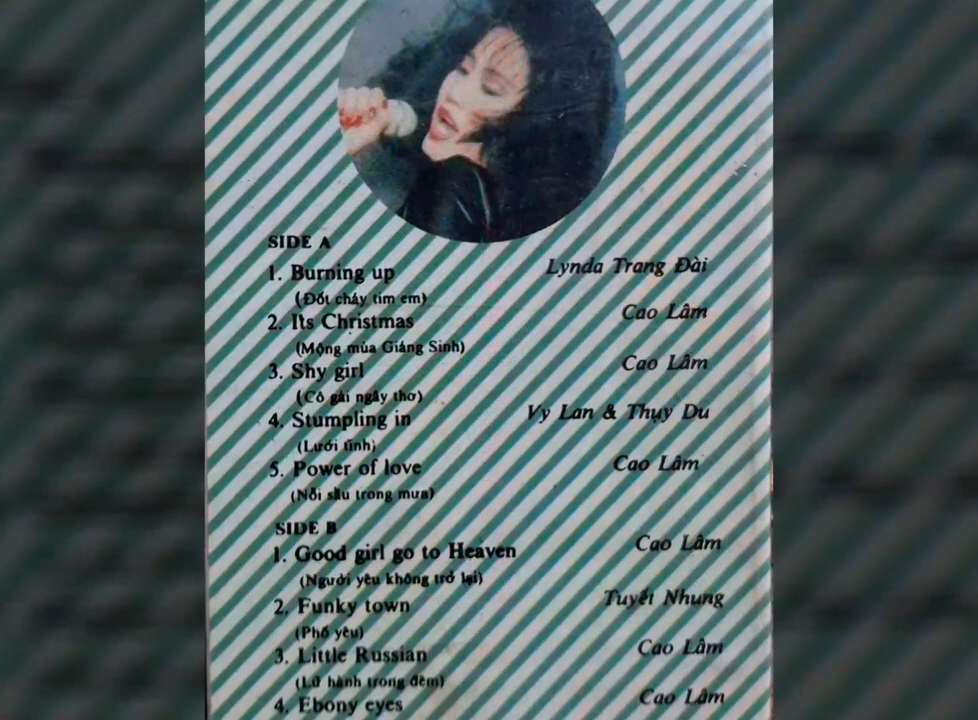 SIDE A
1. Burning up Lynda Trang Đài
(Đốt cháy tim em)
2. Its Christmas Cao Lâm
(Mộng mùa Giáng Sinh)
3. Shy girl Cao Lâm
(Cô gái ngây thơ)
4. Stumpling in Vy Lan & Thụy Du
(Lưới tình)
5. Power of love Cao Lâm
(Nỗi sầu trong mưa)
SIDE B
1. Good girl go to Heaven Cao Lâm
(Người yêu không trở lại)
2. Funky town Tuyết Nhung
(Phố yêu)
3. Little Russian Cao Lâm
(Lữ hành trong đêm)
4. Ebony eyes Cao Lâm